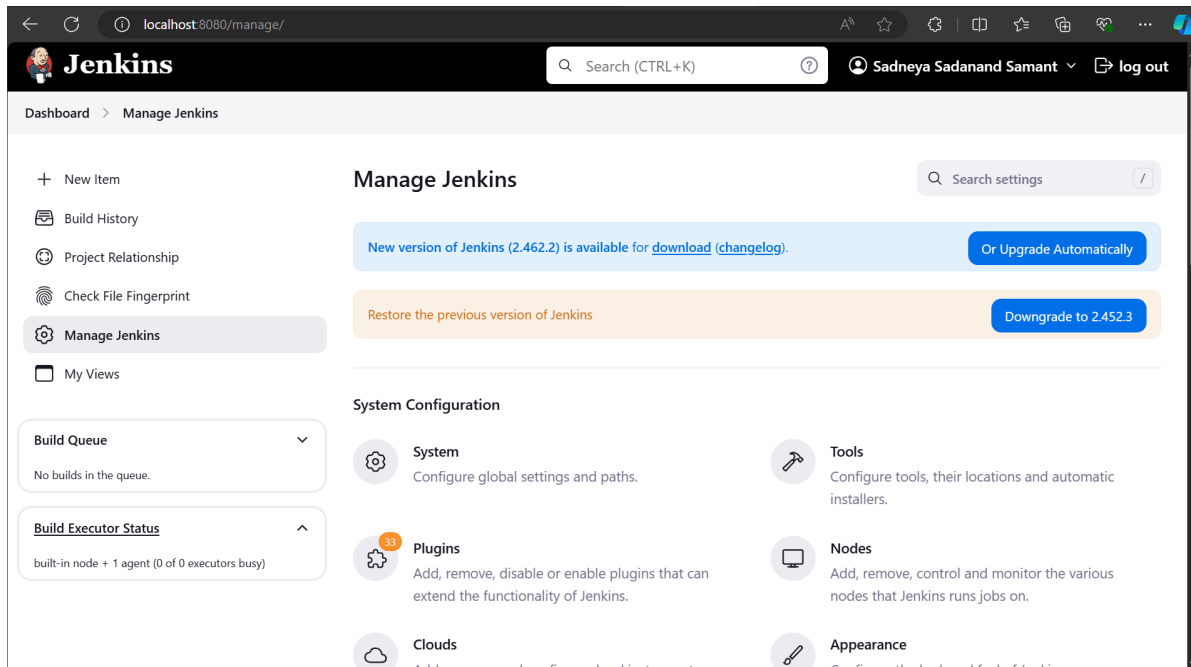 localhost:8080/manage/
Jenkins
Search (CTRL+K)
?
Sadneya Sadanand Samant
log out
Dashboard > Manage Jenkins
New Item
Build History
Project Relationship
Check File Fingerprint
Manage Jenkins
My Views
Build Queue
No builds in the queue.
Build Executor Status
built-in node + 1 agent (0 of 0 executors busy)
Manage Jenkins
Search settings
/
New version of Jenkins (2.462.2) is available for download (changelog).
Or Upgrade Automatically
Restore the previous version of Jenkins
Downgrade to 2.452.3
System Configuration
System
Configure global settings and paths.
Tools
Configure tools, their locations and automatic
installers.
33
Plugins
Add, remove, disable or enable plugins that can
extend the functionality of Jenkins.
Nodes
Add, remove, control and monitor the various
nodes that Jenkins runs jobs on.
Clouds
Appearance